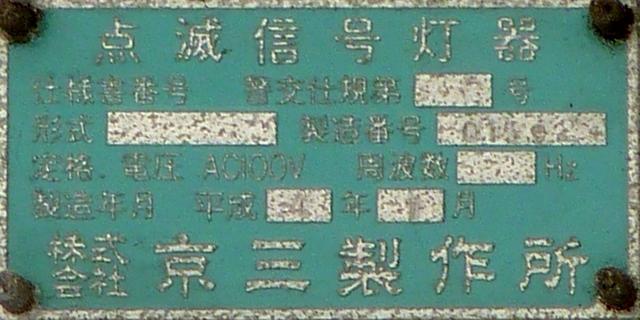 点滅信号灯器
仕様書番号 警交仕規第 号
形式 製造番号
定格 電圧 AC100V 周波数 Hz
製造年月 平成 年 月
株式会社 京三製作所